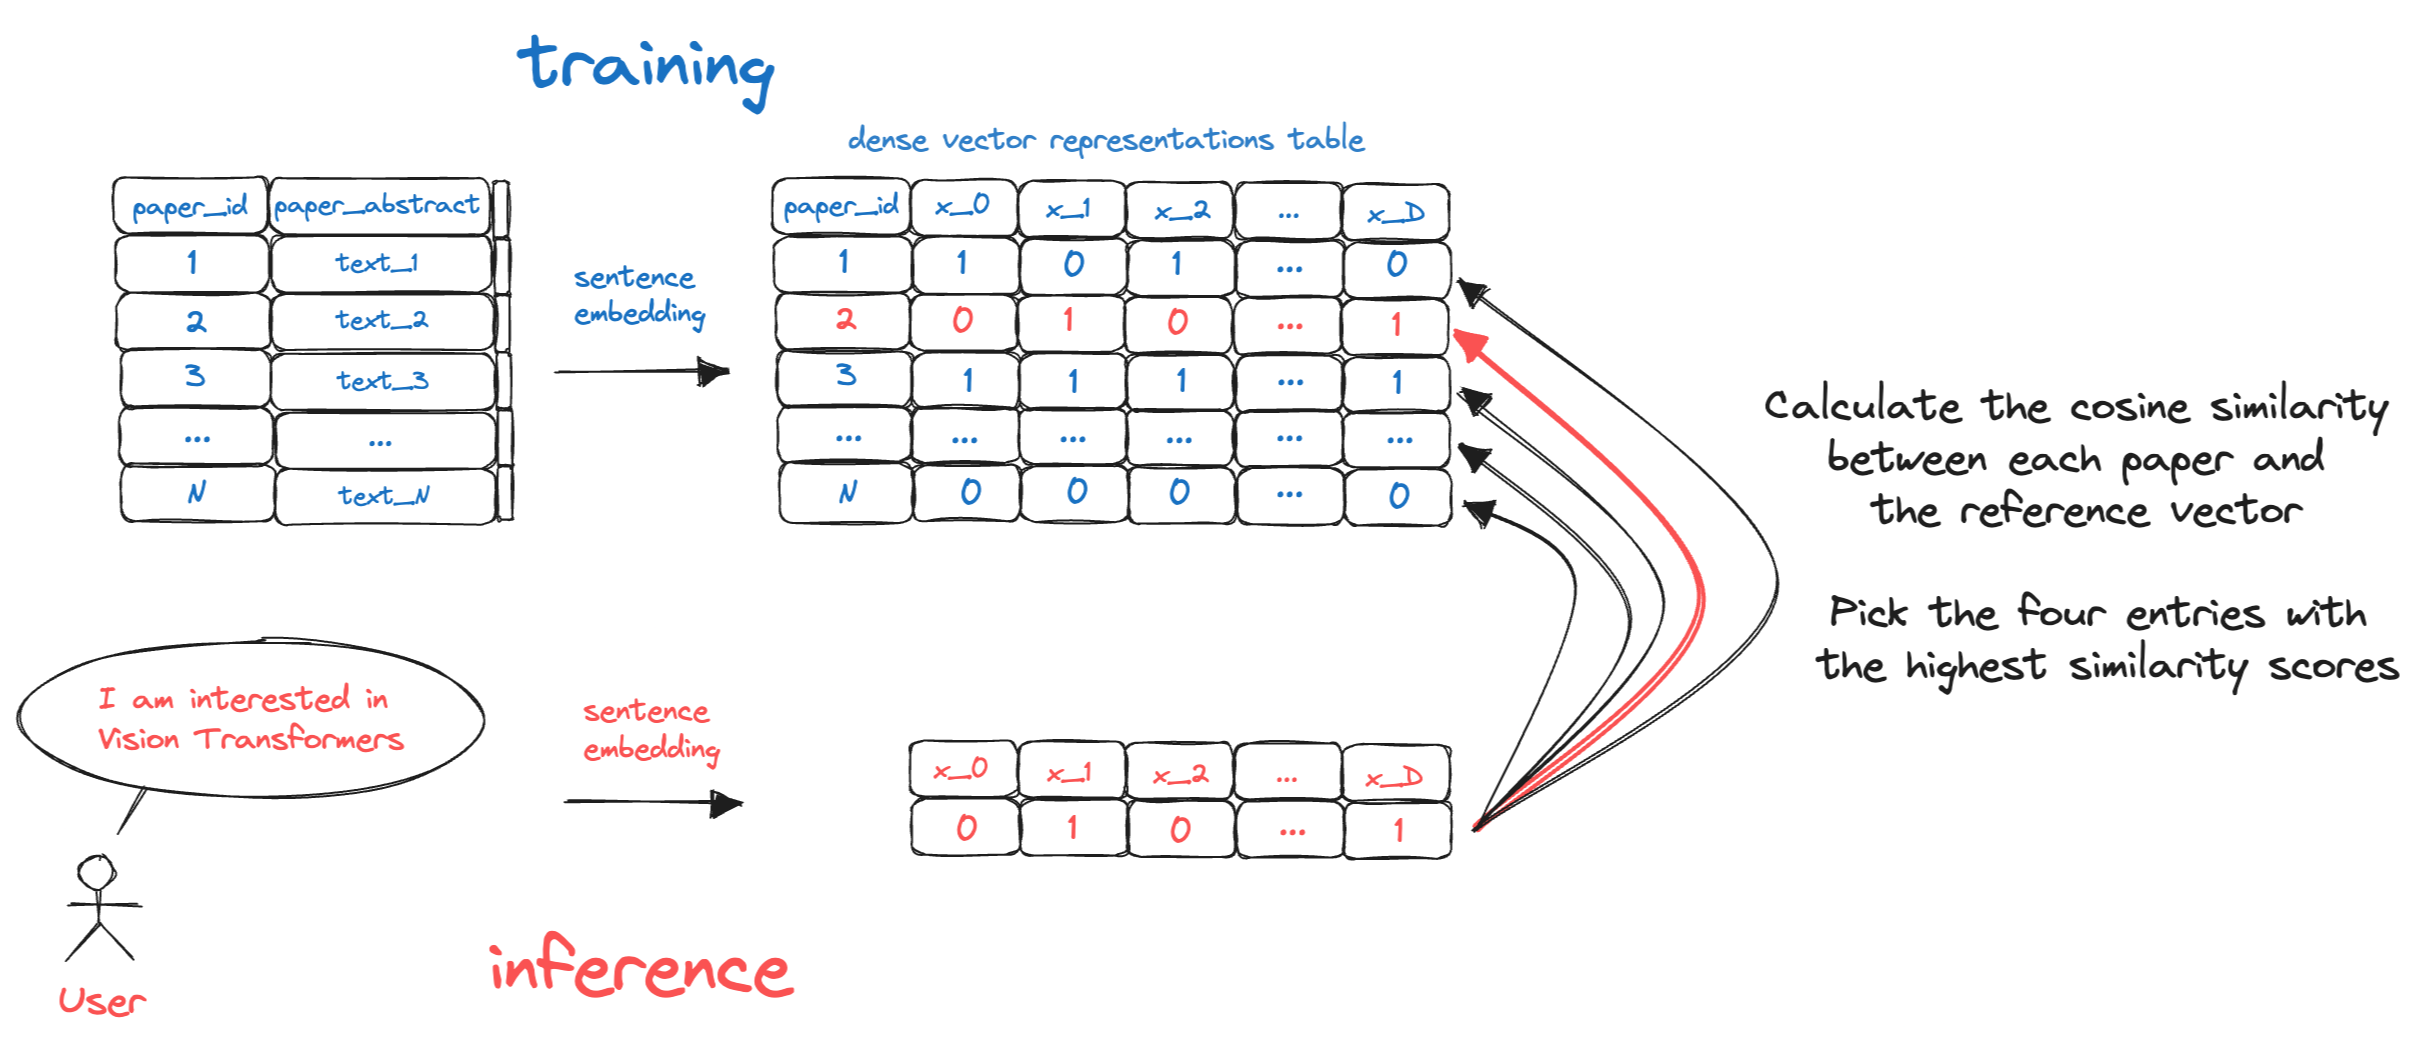 training
dense vector representations table
paper_id paper_abstract
1 text_1
2 text_2
3 text_3
... ...
N text_N
sentence
embedding
paper_id x_0 x_1 x_2 ... x_D
1 1 0 1 ... 0
2 0 1 0 ... 1
3 1 1 1 ... 1
... ... ... ... ... ...
N 0 0 0 ... 0
Calculate the cosine similarity
between each paper and
the reference vector
Pick the four entries with
the highest similarity scores
I am interested in
Vision Transformers
User
sentence
embedding
x_0 x_1 x_2 ... x_D
0 1 0 ... 1
inference